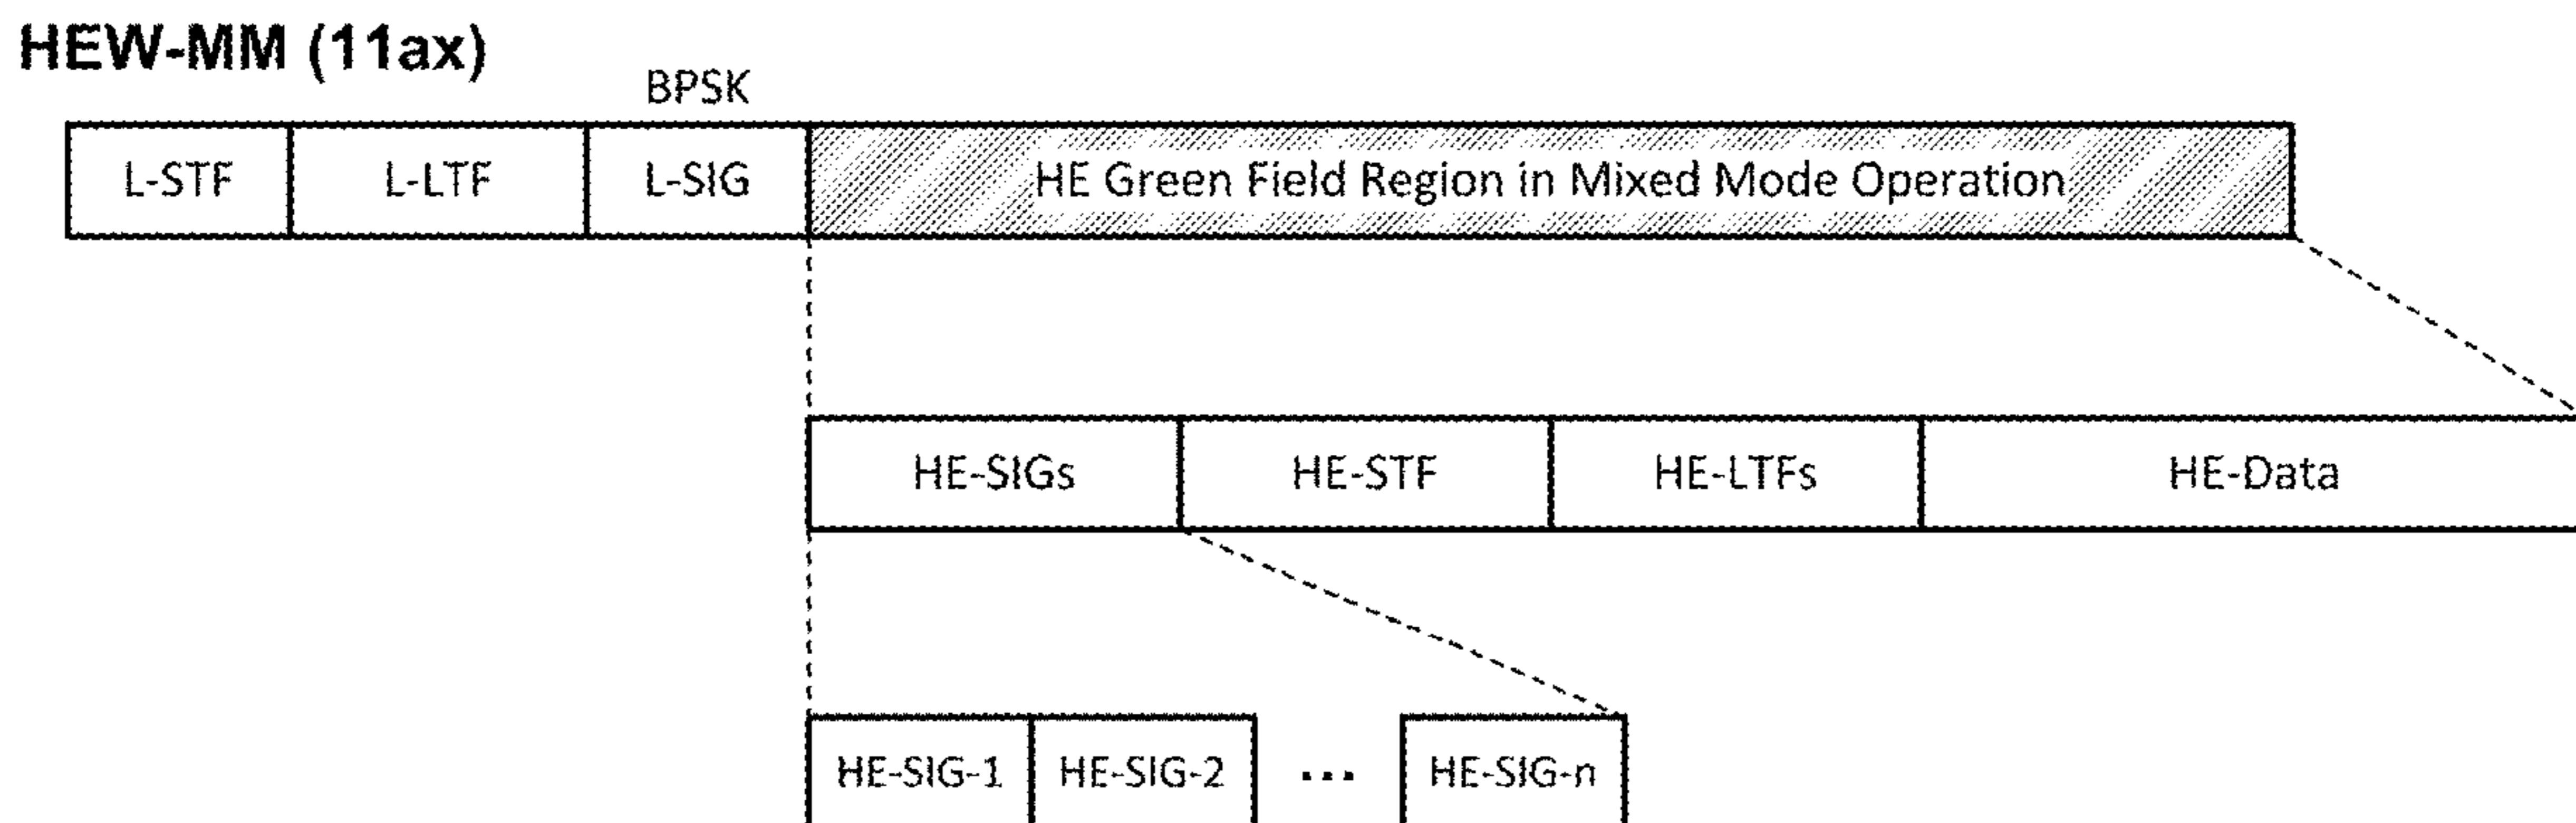 HEW-MM (11ax)
BPSK
L-STF L-LTF L-SIG HE Green Field Region in Mixed Mode Operation
HE-SIGs HE-STF HE-LTFs HE-Data
HE-SIG-1 HE-SIG-2 ... HE-SIG-n